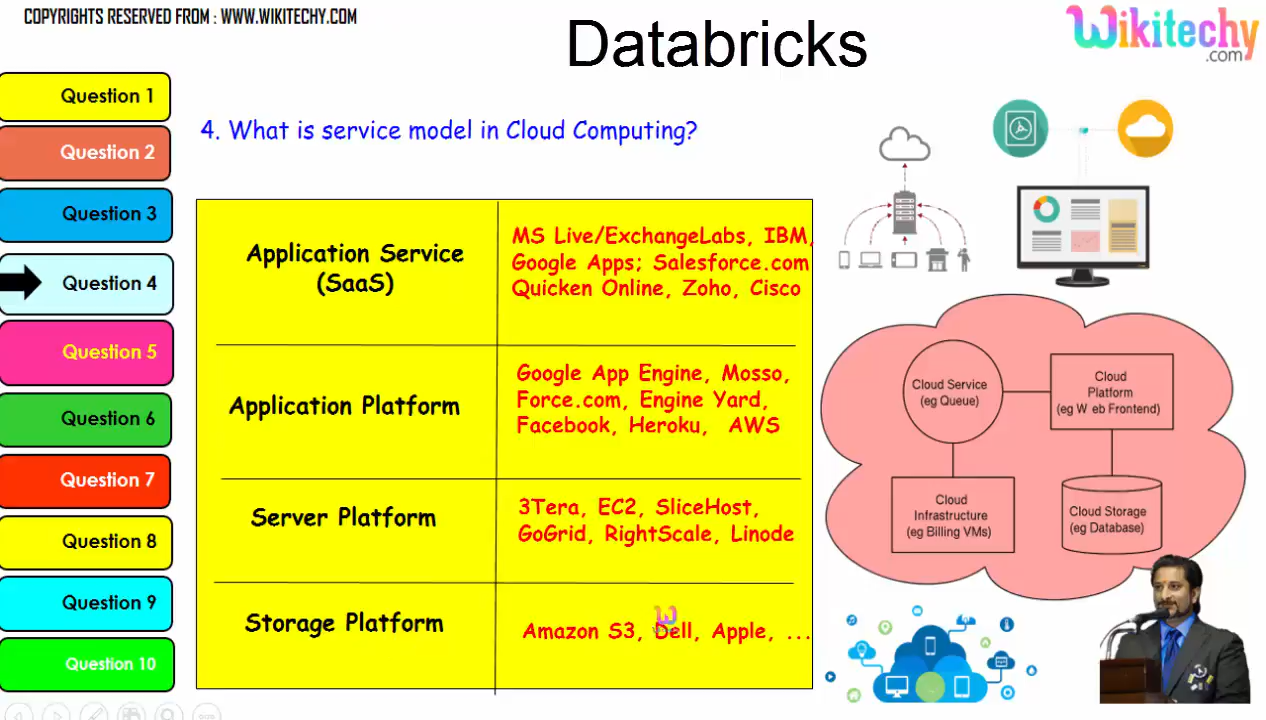 COPYRIGHTS RESERVED FROM : WWW.WIKITECHY.COM
Databricks
Wikitechy
.com
Question 1
Question 2
Question 3
Question 4
Question 5
Question 6
Question 7
Question 8
Question 9
Question 10
4. What is service model in Cloud Computing?
Application Service
(SaaS)
MS Live/ExchangeLabs, IBM,
Google Apps; Salesforce.com
Quicken Online, Zoho, Cisco
Application Platform
Google App Engine, Mosso,
Force.com, Engine Yard,
Facebook, Heroku, AWS
Server Platform
3Tera, EC2, SliceHost,
GoGrid, RightScale, Linode
Storage Platform
Amazon S3, Dell, Apple, ...
Cloud Service
(eg Queue)
Cloud
Platform
(eg W eb Frontend)
Cloud
Infrastructure
(eg Billing VMs)
Cloud Storage
(eg Database)